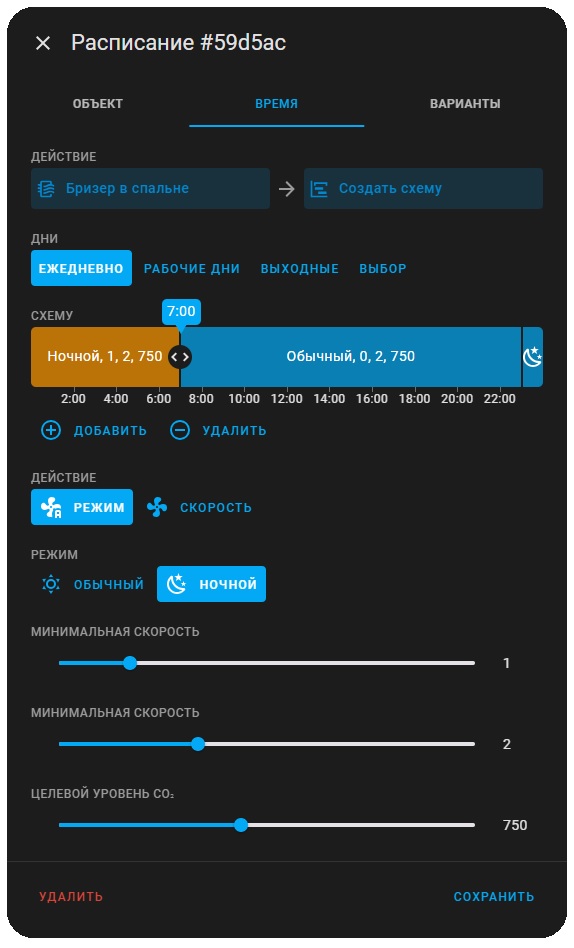 Расписание #59d5ac
ОБЪЕКТ ВРЕМЯ ВАРИАНТЫ
ДЕЙСТВИЕ
Бризер в спальне Создать схему
ДНИ
ЕЖЕДНЕВНО РАБОЧИЕ ДНИ ВЫХОДНЫЕ ВЫБОР
7:00
СХЕМУ
Ночной, 1, 2, 750 Обычный, 0, 2, 750
2:00 4:00 6:00 8:00 10:00 12:00 14:00 16:00 18:00 20:00 22:00
ДОБАВИТЬ УДАЛИТЬ
ДЕЙСТВИЕ
РЕЖИМ СКОРОСТЬ
РЕЖИМ
ОБЫЧНЫЙ НОЧНОЙ
МИНИМАЛЬНАЯ СКОРОСТЬ
1
МИНИМАЛЬНАЯ СКОРОСТЬ
2
ЦЕЛЕВОЙ УРОВЕНЬ CO₂
750
УДАЛИТЬ СОХРАНИТЬ